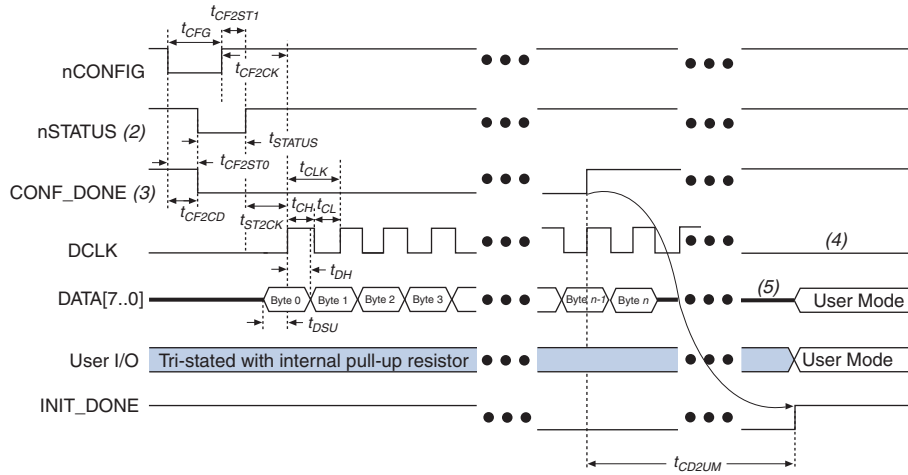 tCF2ST1
tCFG
nCONFIG
tCF2CK
nSTATUS (2)
tSTATUS
tCF2ST0
tCLK
CONF_DONE (3)
tCF2CD
tST2CK
tCH
tCL
DCLK
(4)
tDH
DATA[7..0]
Byte 0
Byte 1
Byte 2
Byte 3
Byte n-1
Byte n
(5)
User Mode
tDSU
User I/O
Tri-stated with internal pull-up resistor
User Mode
INIT_DONE
tCD2UM